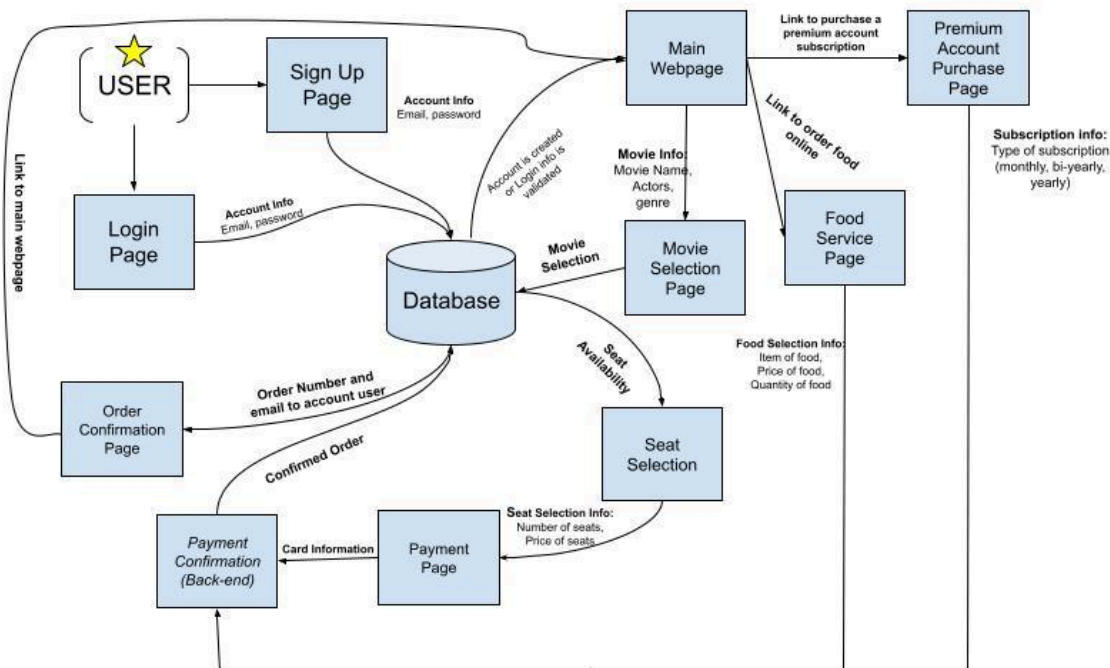 USER
Sign Up
Page
Account Info
Email, password
Main
Webpage
Link to purchase a
premium account
subscription
Premium
Account
Purchase
Page
Link to main webpage
Login
Page
Account Info
Email, password
Account is created
or Login info is
validated
Movie Info:
Movie Name,
Actors,
genre
Link to order food
online
Subscription info:
Type of subscription
(monthly, bi-yearly,
yearly)
Database
Movie
Selection
Movie
Selection
Page
Food
Service
Page
Seat
Availability
Food Selection Info:
Item of food,
Price of food,
Quantity of food
Order
Confirmation
Page
Order Number and
email to account user
Confirmed Order
Seat
Selection
Payment
Confirmation
(Back-end)
Card Information
Payment
Page
Seat Selection Info:
Number of seats,
Price of seats